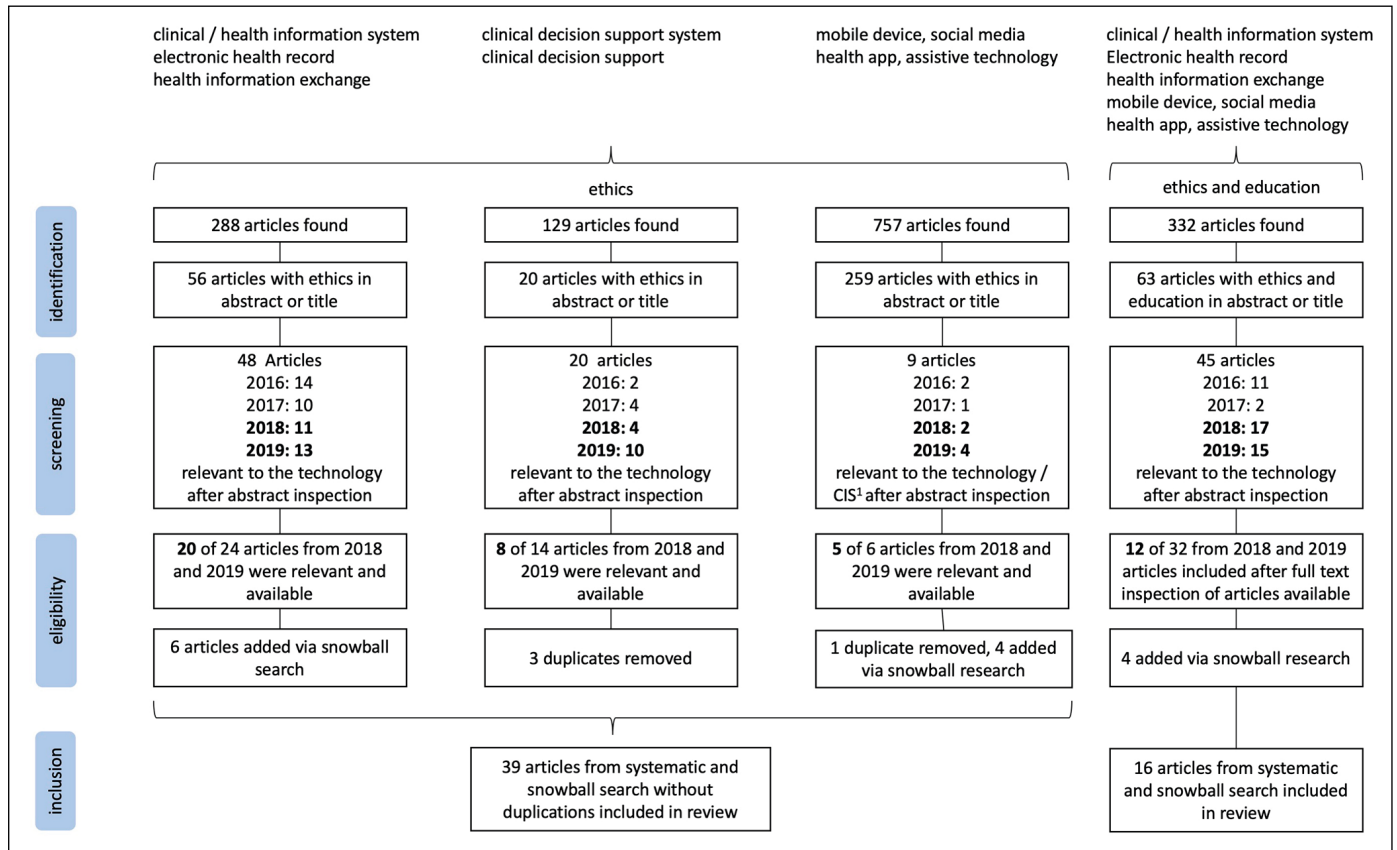 clinical / health information system
electronic health record
health information exchange
clinical decision support system
clinical decision support
mobile device, social media
health app, assistive technology
clinical / health information system
Electronic health record
health information exchange
mobile device, social media
health app, assistive technology
ethics
ethics and education
identification
288 articles found
129 articles found
757 articles found
332 articles found
56 articles with ethics in
abstract or title
20 articles with ethics in
abstract or title
259 articles with ethics in
abstract or title
63 articles with ethics and
education in abstract or title
screening
48 Articles
2016: 14
2017: 10
2018: 11
2019: 13
relevant to the technology
after abstract inspection
20 articles
2016: 2
2017: 4
2018: 4
2019: 10
relevant to the technology
after abstract inspection
9 articles
2016: 2
2017: 1
2018: 2
2019: 4
relevant to the technology /
CIS¹ after abstract inspection
45 articles
2016: 11
2017: 2
2018: 17
2019: 15
relevant to the technology
after abstract inspection
eligibility
20 of 24 articles from 2018
and 2019 were relevant and
available
8 of 14 articles from 2018 and
2019 were relevant and
available
5 of 6 articles from 2018 and
2019 were relevant and
available
12 of 32 from 2018 and 2019
articles included after full text
inspection of articles available
6 articles added via snowball
search
3 duplicates removed
1 duplicate removed, 4 added
via snowball research
4 added via snowball research
inclusion
39 articles from systematic and
snowball search without
duplications included in review
16 articles from systematic
and snowball search included
in review